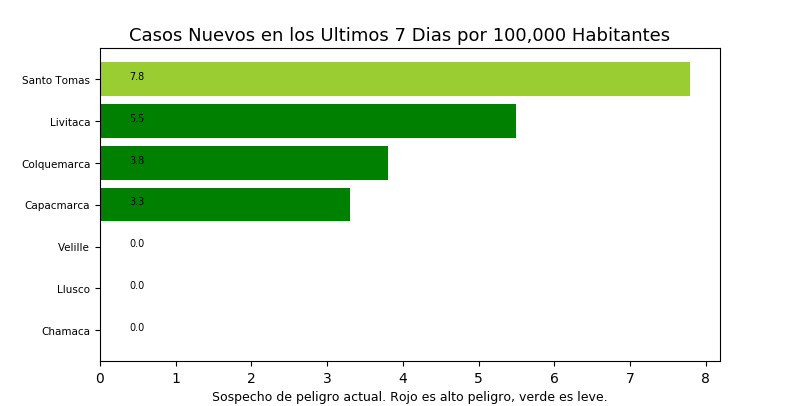 Casos Nuevos en los Ultimos 7 Dias por 100,000 Habitantes
Santo Tomas 7.8
Livitaca 5.5
Colquemarca 3.8
Capacmarca 3.3
Velille 0.0
Llusco 0.0
Chamaca 0.0
0 1 2 3 4 5 6 7 8
Sospecho de peligro actual. Rojo es alto peligro, verde es leve.